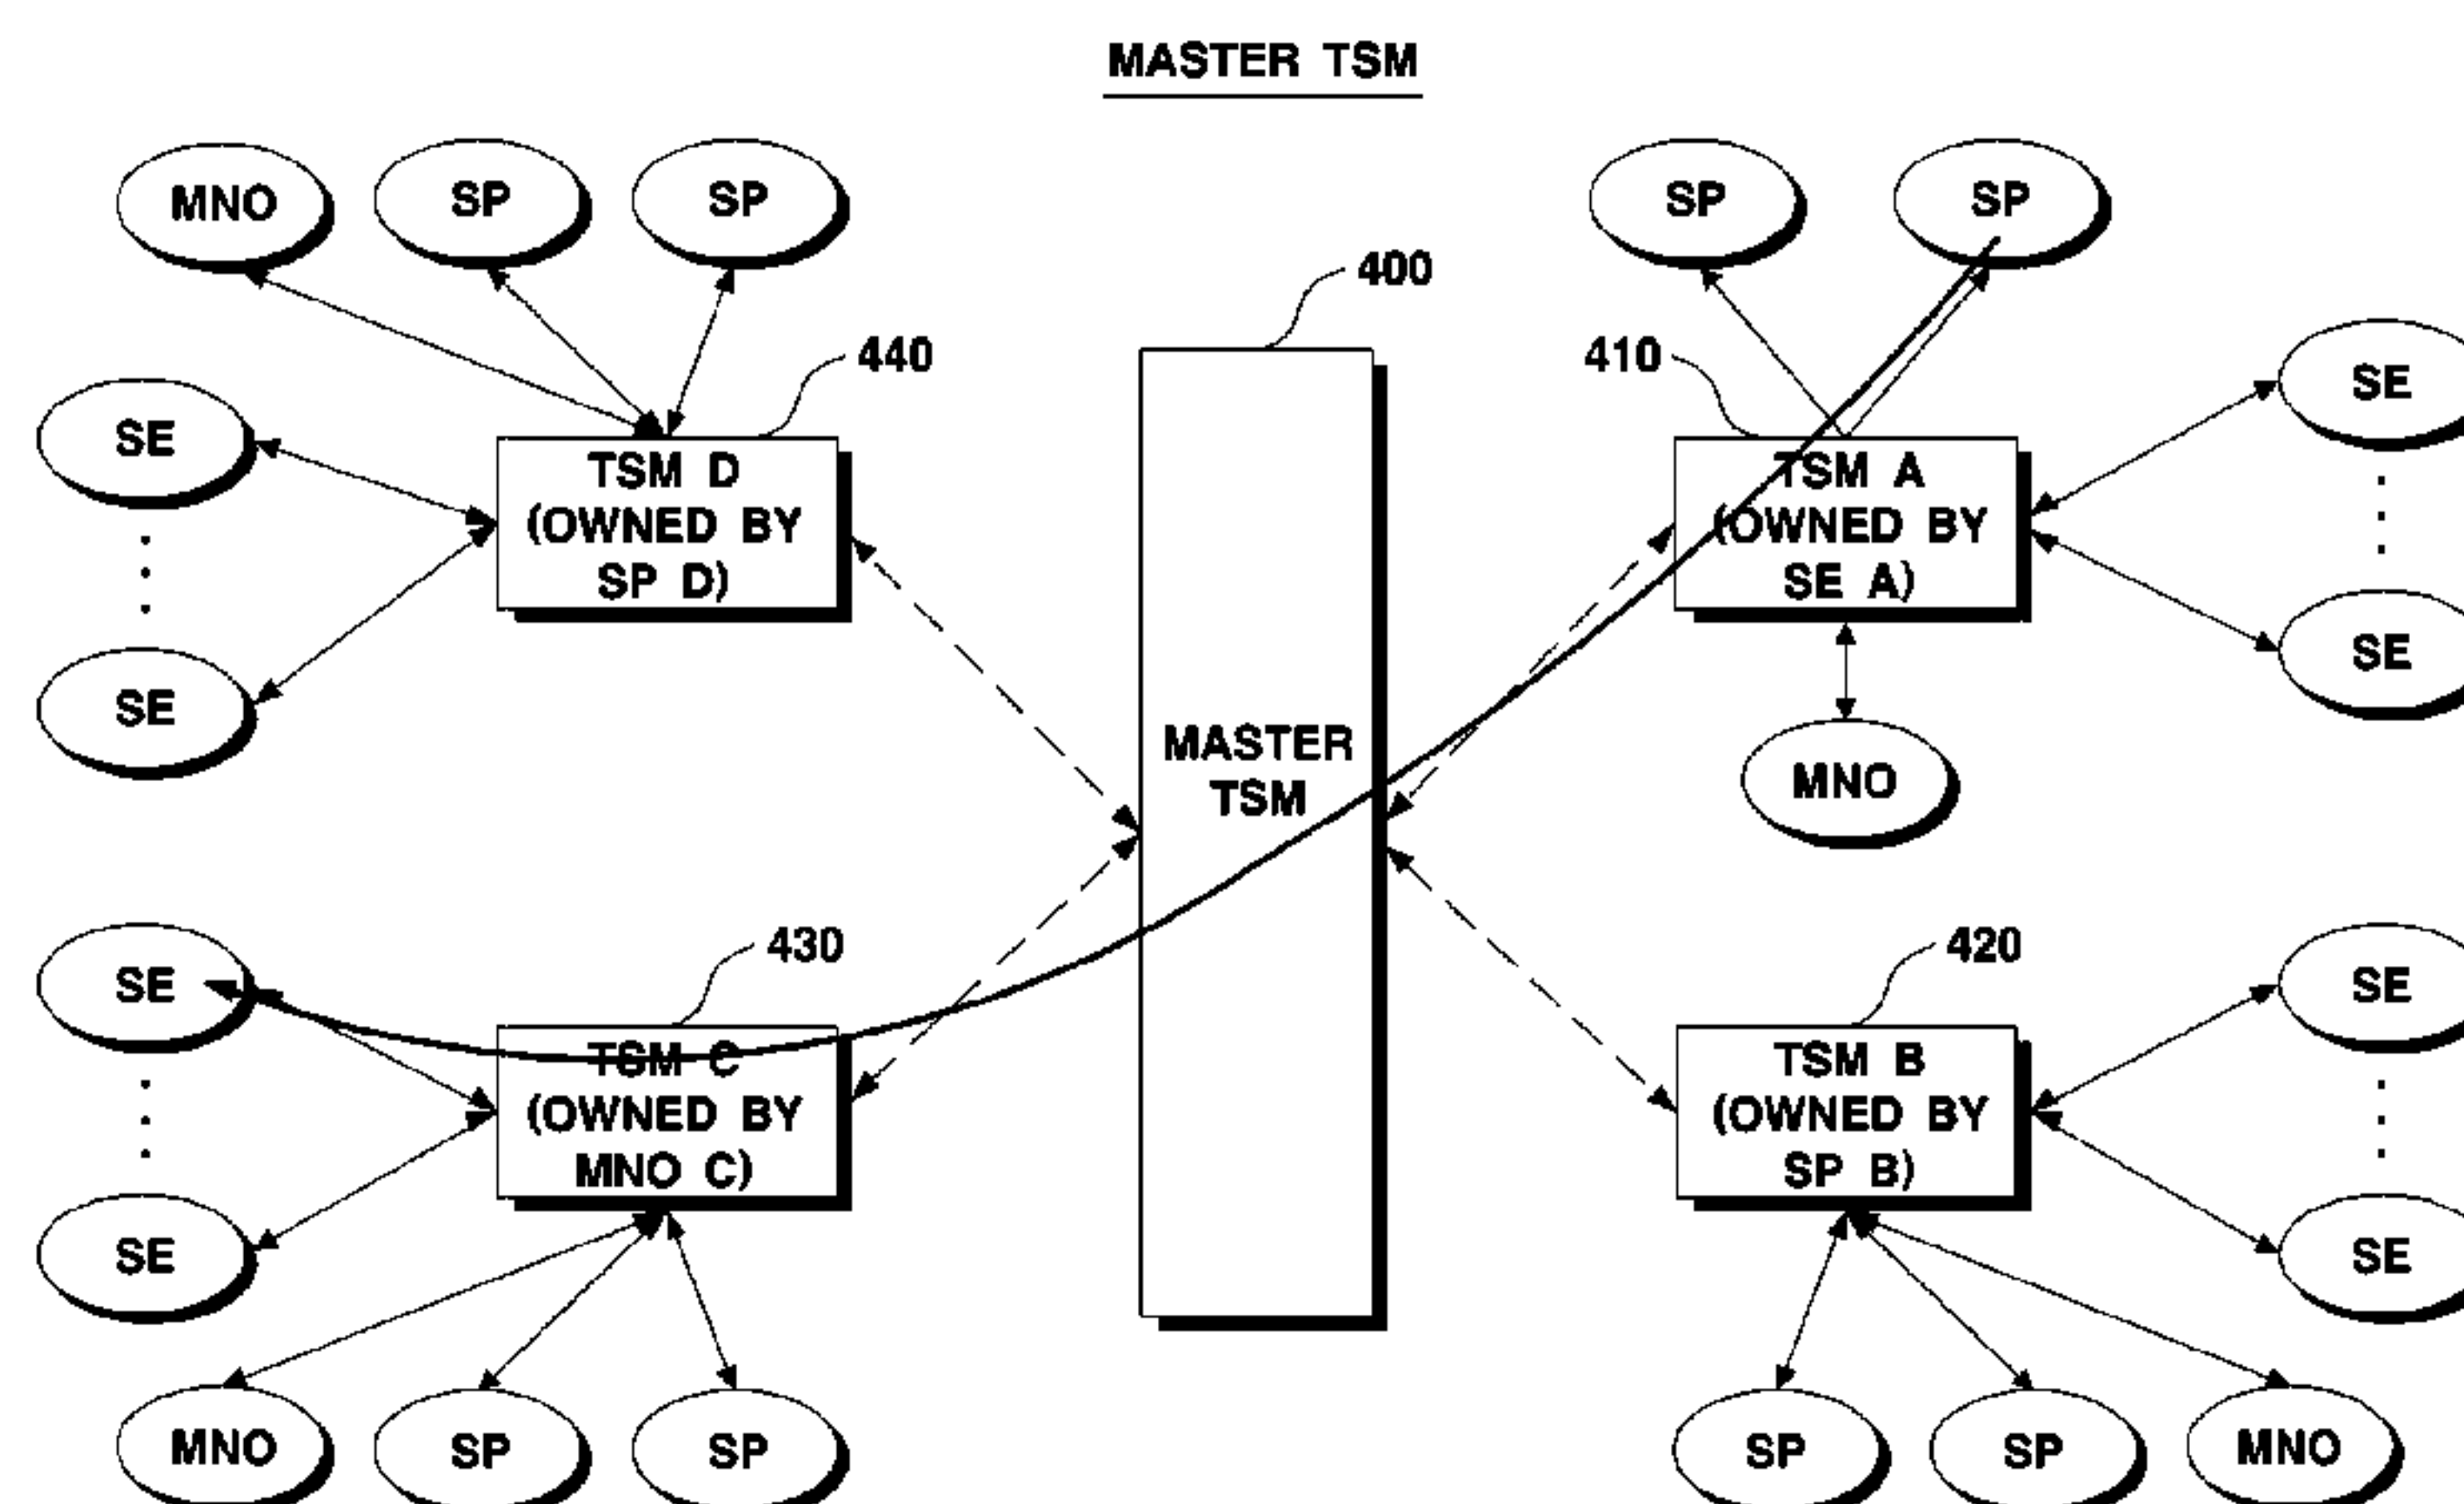 MASTER TSM
MNO
SP
SP
SP
SP
400
440
410
SE
SE
TSM D
(OWNED BY
SP D)
TSM A
(OWNED BY
SE A)
SE
SE
MASTER
TSM
MNO
430
420
SE
SE
TSM C
(OWNED BY
MNO C)
TSM B
(OWNED BY
SP B)
SE
SE
MNO
SP
SP
SP
SP
MNO